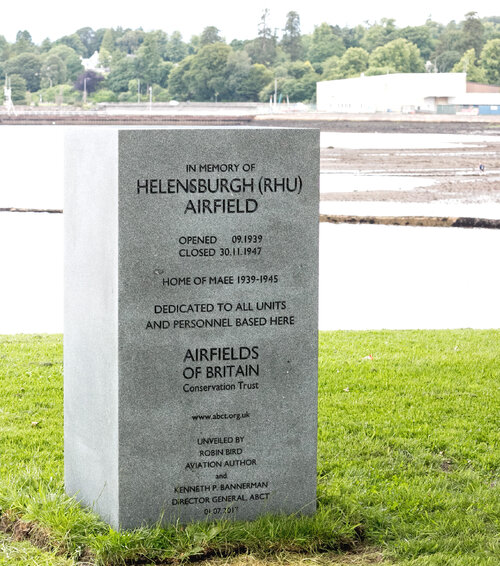 IN MEMORY OF
HELENSBURGH (RHU)
AIRFIELD
OPENED 09.1939
CLOSED 30.11.1947
HOME OF MAEE 1939-1945
DEDICATED TO ALL UNITS
AND PERSONNEL BASED HERE
AIRFIELDS
OF BRITAIN
Conservation Trust
www.abct.org.uk
UNVEILED BY
ROBIN BIRD
AVIATION AUTHOR
and
KENNETH P. BANNERMAN
DIRECTOR GENERAL, ABCT
01.07.2017